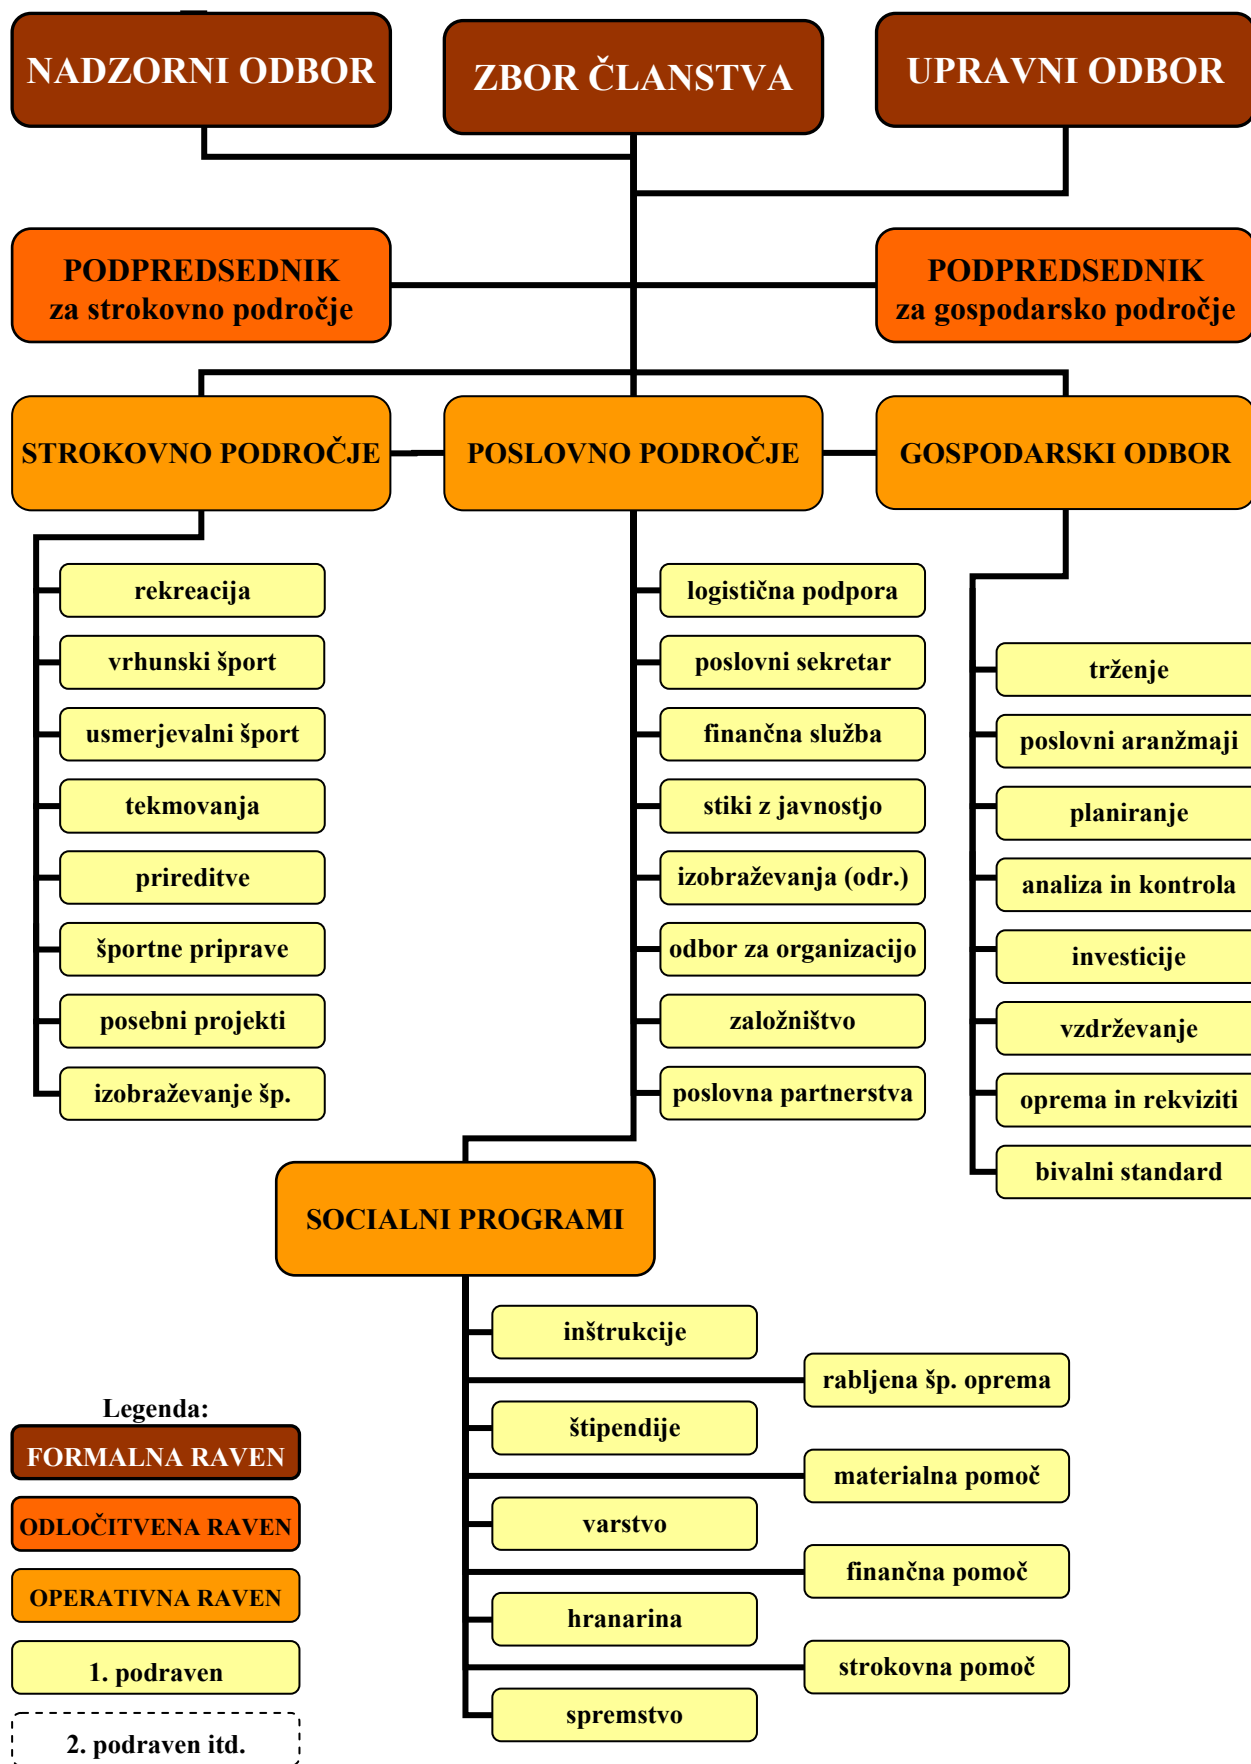 NADZORNI ODBOR
ZBOR ČLANSTVA
UPRAVNI ODBOR
PODPREDSEDNIK
za strokovno področje
PODPREDSEDNIK
za gospodarsko področje
STROKOVNO PODROČJE
POSLOVNO PODROČJE
GOSPODARSKI ODBOR
rekreacija
vrhunski šport
usmerjevalni šport
tekmovanja
prireditve
športne priprave
posebni projekti
izobraževanje šp.
logistična podpora
poslovni sekretar
finančna služba
stiki z javnostjo
izobraževanja (odr.)
odbor za organizacijo
založništvo
poslovna partnerstva
trženje
poslovni aranžmaji
planiranje
analiza in kontrola
investicije
vzdrževanje
oprema in rekviziti
bivalni standard
SOCIALNI PROGRAMI
inštrukcije
rabljena šp. oprema
štipendije
materialna pomoč
varstvo
finančna pomoč
hranarina
strokovna pomoč
spremstvo
Legenda:
FORMALNA RAVEN
ODLOČITVENA RAVEN
OPERATIVNA RAVEN
1. podraven
2. podraven itd.